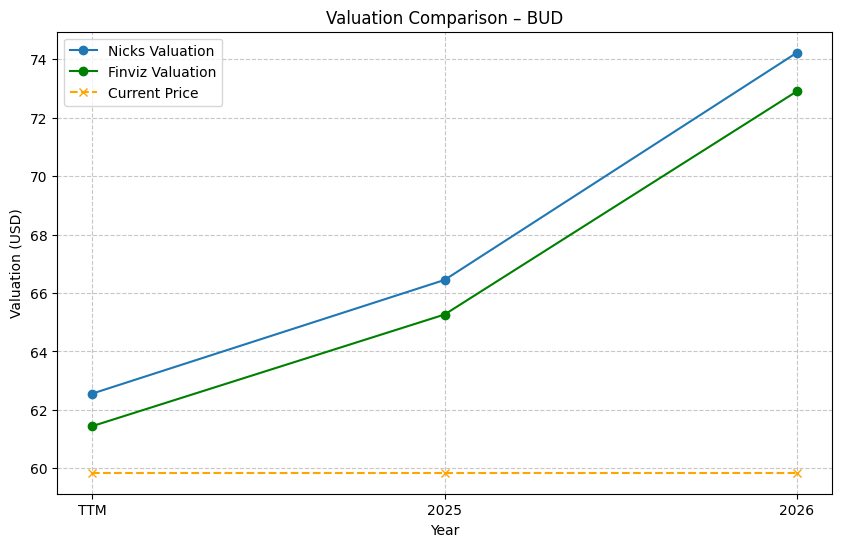 Valuation Comparison – BUD
Nicks Valuation
Finviz Valuation
Current Price
Valuation (USD)
74
72
70
68
66
64
62
60
TTM
2025
2026
Year